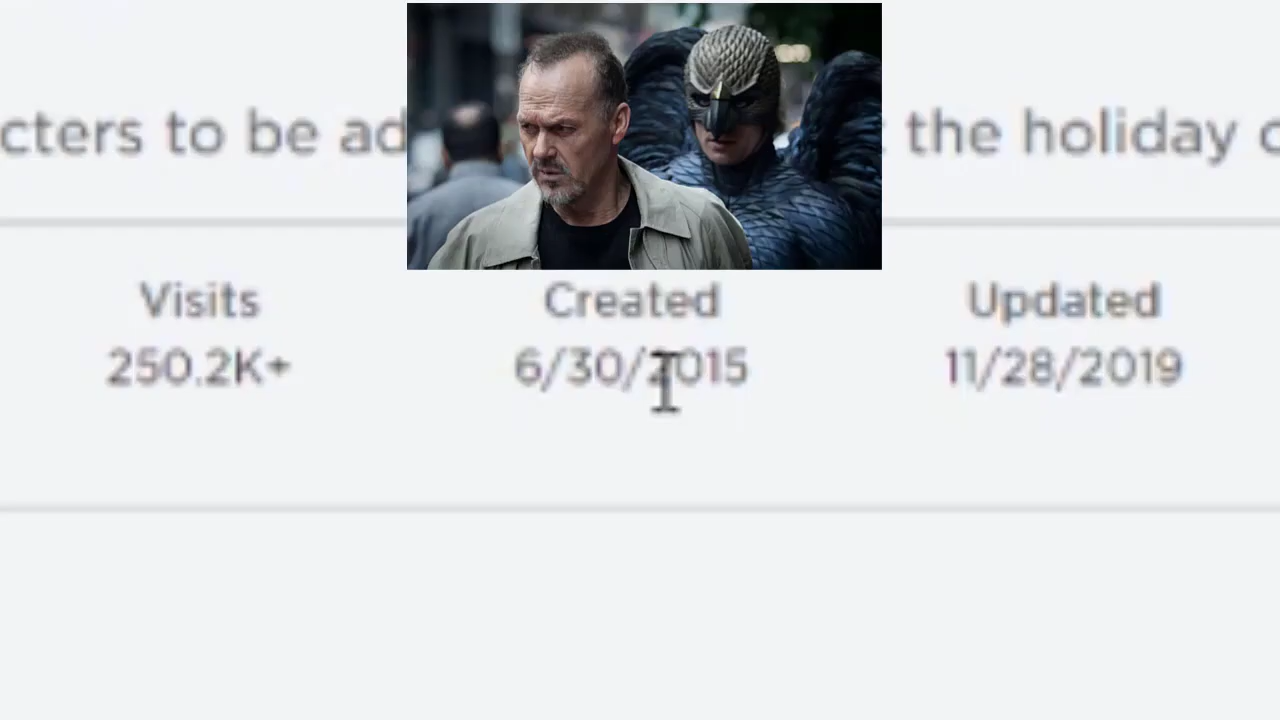 cters to be ad the holiday
Visits Created Updated
250.2K+ 6/30/2015 11/28/2019